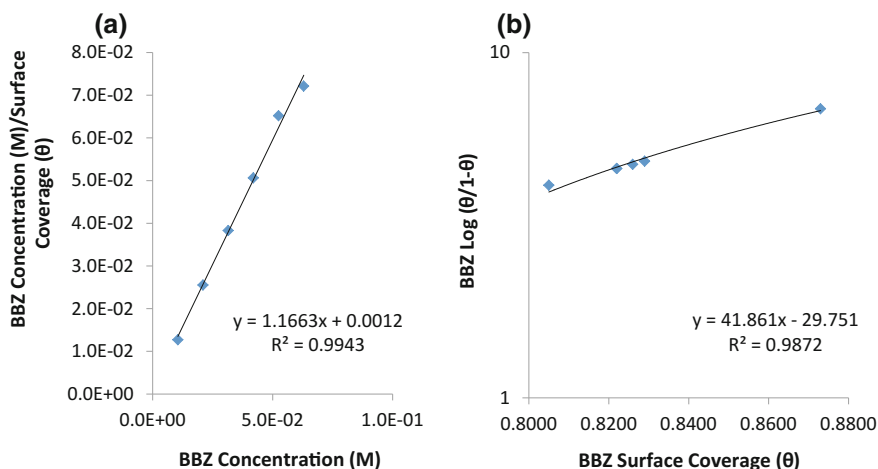 (a)
BBZ Concentration (M)/Surface
Coverage (θ)
8.0E-02
7.0E-02
6.0E-02
5.0E-02
4.0E-02
3.0E-02
2.0E-02
1.0E-02
0.0E+00
y = 1.1663x + 0.0012
R² = 0.9943
0.0E+00 5.0E-02 1.0E-01
BBZ Concentration (M)
(b)
BBZ Log (θ/1-θ)
10
1
y = 41.861x - 29.751
R² = 0.9872
0.8000 0.8200 0.8400 0.8600 0.8800
BBZ Surface Coverage (θ)